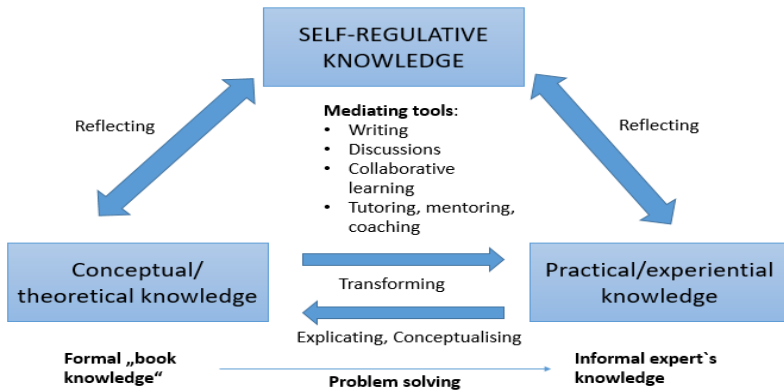 SELF-REGULATIVE
KNOWLEDGE
Reflecting
Mediating tools:
• Writing
• Discussions
• Collaborative
learning
• Tutoring, mentoring,
coaching
Reflecting
Conceptual/
theoretical knowledge
Transforming
Explicating, Conceptualising
Practical/experiential
knowledge
Formal „book
knowledge“
Problem solving
Informal expert`s
knowledge